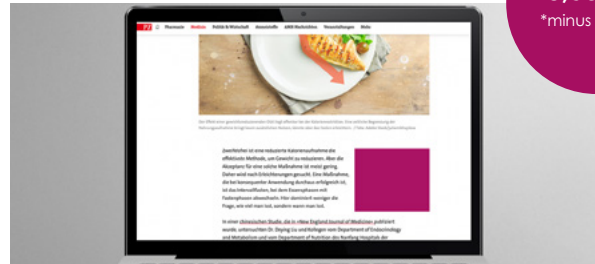 PZ Pharmazie Medizin Politik & Wirtschaft Arzneistoffe AMK-Nachrichten Veranstaltungen Mehr
*minus
Zweifelsfrei ist eine reduzierte Kalorienaufnahme die
effektivste Methode, um Gewicht zu reduzieren. Aber die
Akzeptanz für eine solche Maßnahme ist meist gering.
Daher wird nach Erleichterungen gesucht. Eine Maßnahme,
die bei konsequenter Anwendung durchaus erfolgreich ist,
ist das Intervallfasten, bei dem Essensphasen mit
Fastenphasen abwechseln. Hier dominiert weniger die
Frage, wie viel man isst, sondern wann man isst.
In einer chinesischen Studie, die in »New England Journal of Medicine« publiziert
wurde, untersuchten Dr. Deying Liu und Kollegen vom Department of Endocrinology
and Metabolism und vom Department of Nutrition des Nanfang Hospitals der